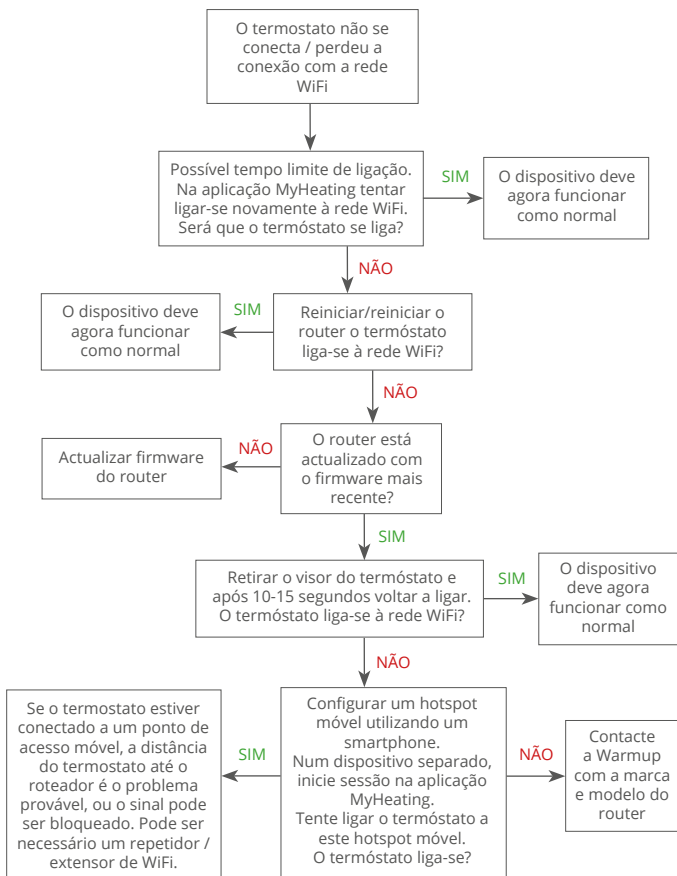 O termostato não se
conecta / perdeu a
conexão com a rede
WiFi
Possível tempo limite de ligação.
Na aplicação MyHeating tentar
ligar-se novamente à rede WiFi.
Será que o termóstato se liga?
SIM
O dispositivo deve
agora funcionar
como normal
NÃO
O dispositivo deve
agora funcionar
como normal
SIM
Reiniciar/reiniciar o
router o termóstato
liga-se à rede WiFi?
NÃO
Actualizar firmware
do router
NÃO
O router está
actualizado com
o firmware mais
recente?
SIM
Retirar o visor do termóstato e
após 10-15 segundos voltar a ligar.
O termóstato liga-se à rede WiFi?
SIM
O dispositivo
deve agora
funcionar como
normal
NÃO
Se o termostato estiver
conectado a um ponto de
acesso móvel, a distância
do termostato até o
roteador é o problema
provável, ou o sinal pode
ser bloqueado. Pode ser
necessário um repetidor /
extensor de WiFi.
SIM
Configurar um hotspot
móvel utilizando um
smartphone.
Num dispositivo separado,
inicie sessão na aplicação
MyHeating.
Tente ligar o termóstato a
este hotspot móvel.
O termóstato liga-se?
NÃO
Contacte
a Warmup
com a marca
e modelo do
router